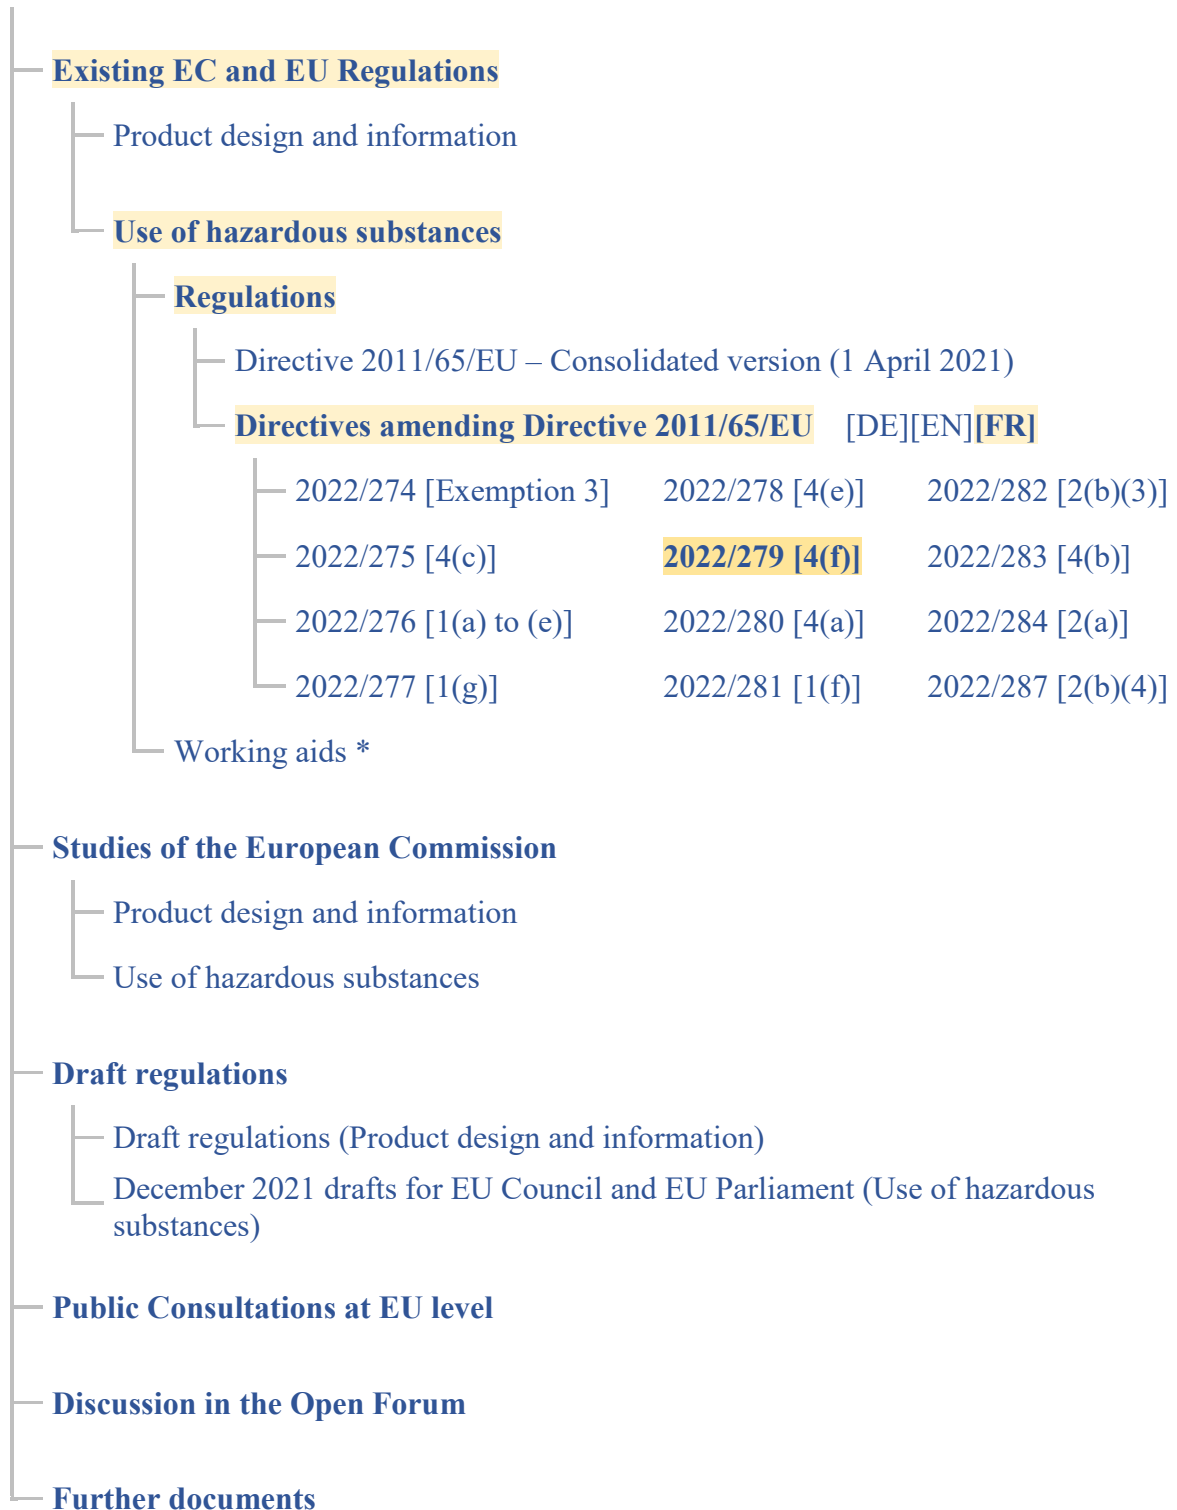 Existing EC and EU Regulations
Product design and information
Use of hazardous substances
Regulations
Directive 2011/65/EU – Consolidated version (1 April 2021)
Directives amending Directive 2011/65/EU [DE][EN][FR]
2022/274 [Exemption 3] 2022/278 [4(e)] 2022/282 [2(b)(3)]
2022/275 [4(c)] 2022/279 [4(f)] 2022/283 [4(b)]
2022/276 [1(a) to (e)] 2022/280 [4(a)] 2022/284 [2(a)]
2022/277 [1(g)] 2022/281 [1(f)] 2022/287 [2(b)(4)]
Working aids *
Studies of the European Commission
Product design and information
Use of hazardous substances
Draft regulations
Draft regulations (Product design and information)
December 2021 drafts for EU Council and EU Parliament (Use of hazardous
substances)
Public Consultations at EU level
Discussion in the Open Forum
Further documents